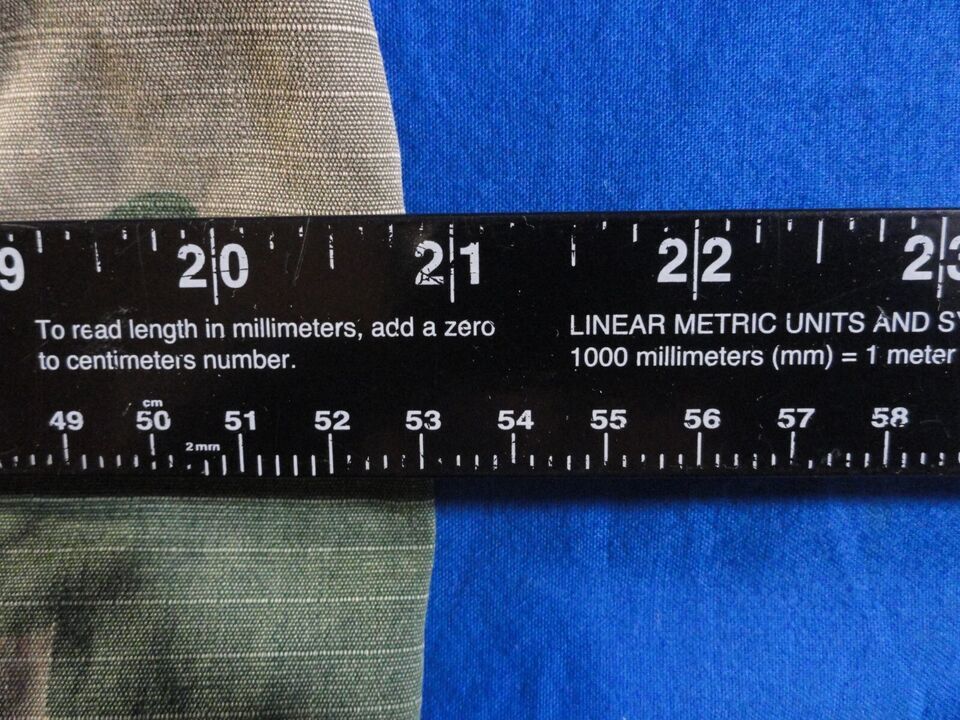 9 20 21 22 23
To read length in millimeters, add a zero
to centimeters number.
LINEAR METRIC UNITS AND
1000 millimeters (mm) = 1 meter
cm
49 50 51 52 53 54 55 56 57 58
2mm